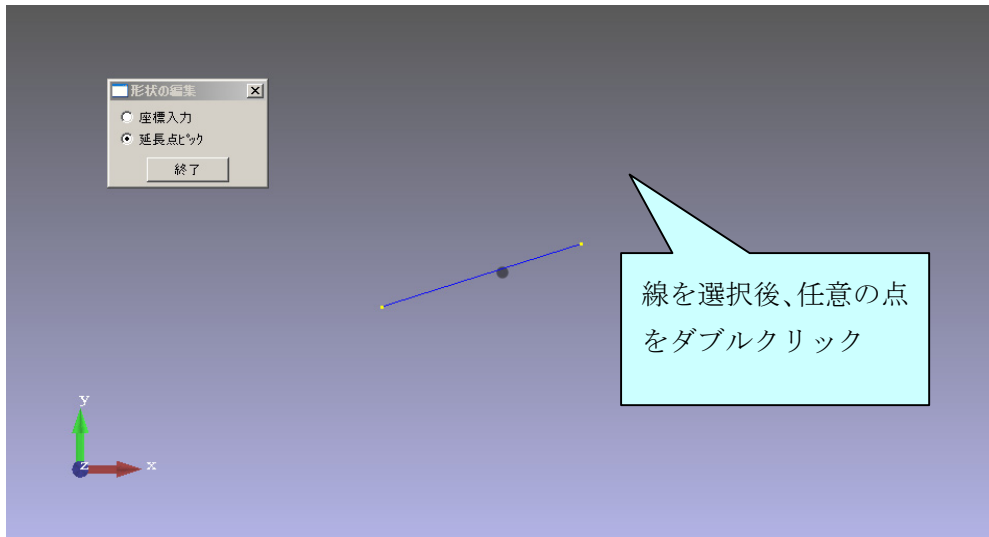 形状の編集
座標入力
延長点ﾋﾟｯｸ
終了
線を選択後、任意の点
をダブルクリック
y
z
x